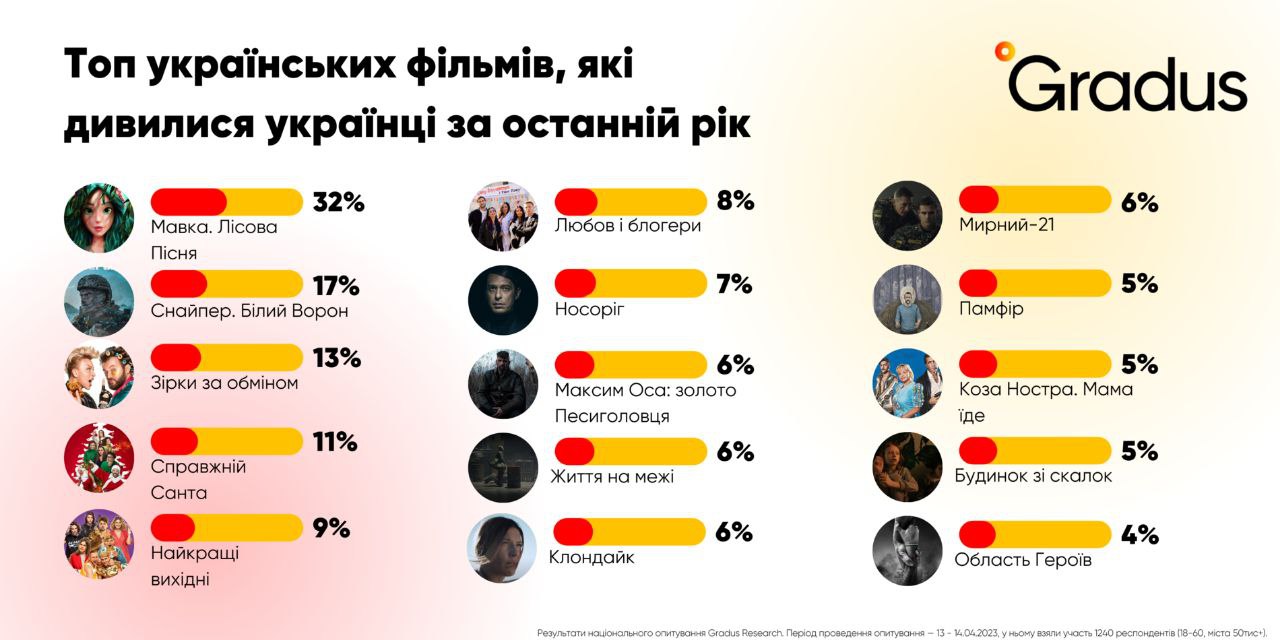 Топ українських фільмів, які
дивилися українці за останній рік
Gradus
32%
Мавка. Лісова
Пісня
17%
Снайпер. Білий Ворон
13%
Зірки за обміном
11%
Справжній
Санта
9%
Найкращі
вихідні
8%
Любов і блогери
7%
Носоріг
6%
Максим Оса: золото
Песиголовця
6%
Життя на межі
6%
Клондайк
6%
Мирний-21
5%
Памфір
5%
Коза Ностра. Мама
їде
5%
Будинок зі скалок
4%
Область Героїв
Результати національного опитування Gradus Research. Період проведення опитування — 13 - 14.04.2023, у ньому взяли участь 1240 респондентів (18-60, міста 50тис+).